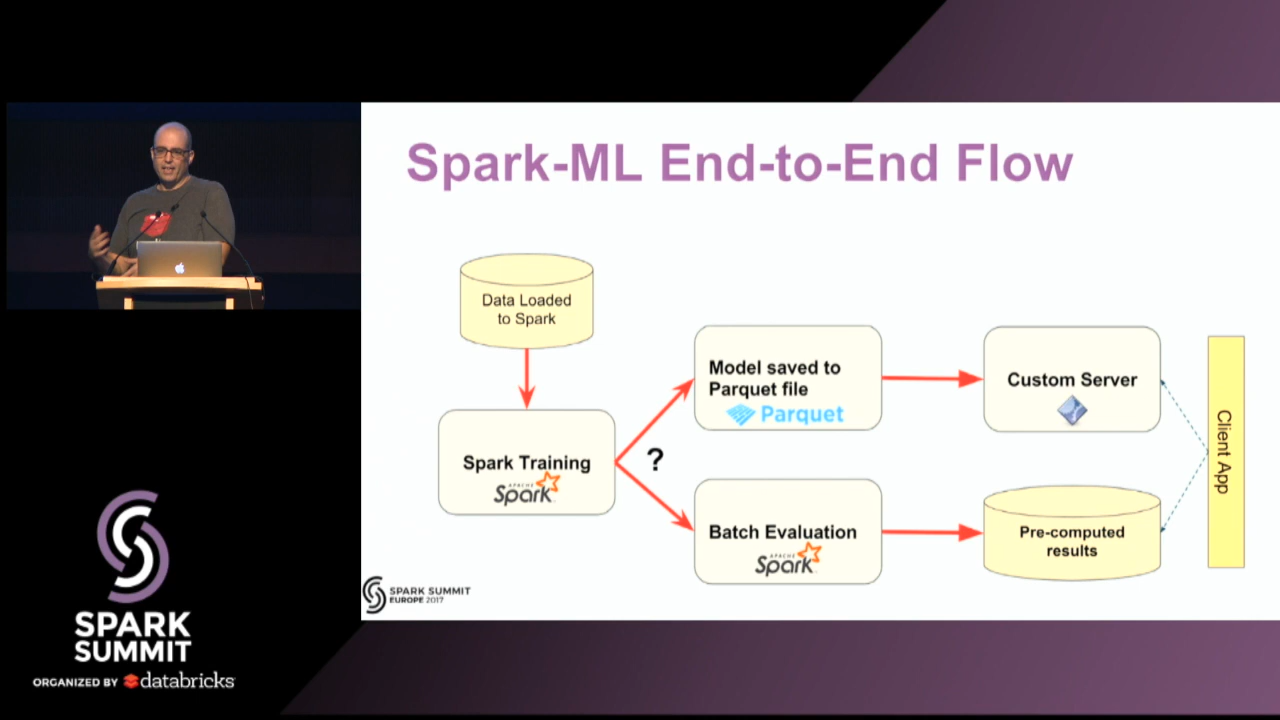 Spark-ML End-to-End Flow
Data Loaded
to Spark
Spark Training
APACHE
Spark
?
Model saved to
Parquet file
Parquet
Custom Server
Batch Evaluation
APACHE
Spark
Pre-computed
results
Client App
SPARK SUMMIT
EUROPE 2017
SPARK
SUMMIT
ORGANIZED BY databricks